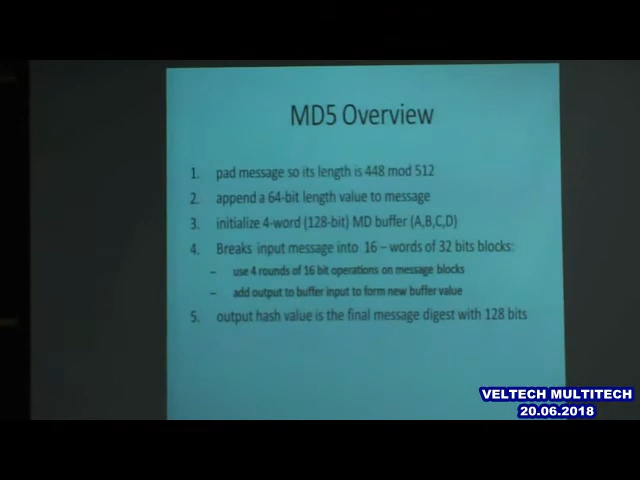 MD5 Overview
1. pad message so its length is 448 mod 512
2. append a 64-bit length value to message
3. initialize 4-word (128-bit) MD buffer (A,B,C,D)
4. Breaks input message into 16 – words of 32 bits blocks:
– use 4 rounds of 16 bit operations on message blocks
– add output to buffer input to form new buffer value
5. output hash value is the final message digest with 128 bits
VELTECH MULTITECH
20.06.2018